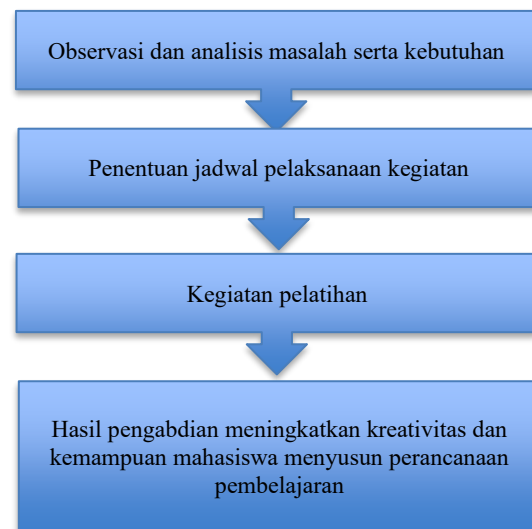 Observasi dan analisis masalah serta kebutuhan
Penentuan jadwal pelaksanaan kegiatan
Kegiatan pelatihan
Hasil pengabdian meningkatkan kreativitas dan
kemampuan mahasiswa menyusun perancanaan
pembelajaran